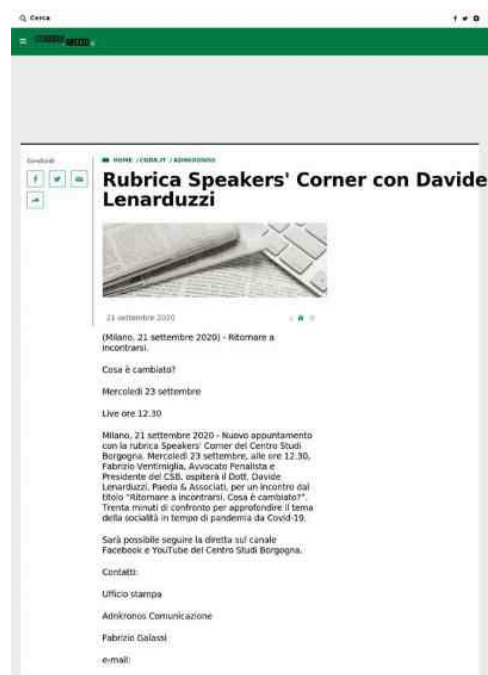 Cerca
Condividi
HOME / CORR.IT / ADNKRONOS
Rubrica Speakers' Corner con Davide
Lenarduzzi
21 settembre 2020
(Milano, 21 settembre 2020) - Ritornare a
incontrarsi.
Cosa è cambiato?
Mercoledì 23 settembre
Live ore 12.30
Milano, 21 settembre 2020 - Nuovo appuntamento
con la rubrica Speakers' Corner del Centro Studi
Borgogna. Mercoledì 23 settembre, alle ore 12.30,
Fabrizio Ventimiglia, Avvocato Penalista e
Presidente del CSB, ospiterà il Dott. Davide
Lenarduzzi, Paeda & Associati, per un incontro dal
titolo "Ritornare a incontrarsi. Cosa è cambiato?".
Trenta minuti di confronto per approfondire il tema
della socialità in tempo di pandemia da Covid-19.
Sarà possibile seguire la diretta sul canale
Facebook e YouTube del Centro Studi Borgogna.
Contatti:
Ufficio stampa
Adnkronos Comunicazione
Fabrizio Galassi
e-mail: